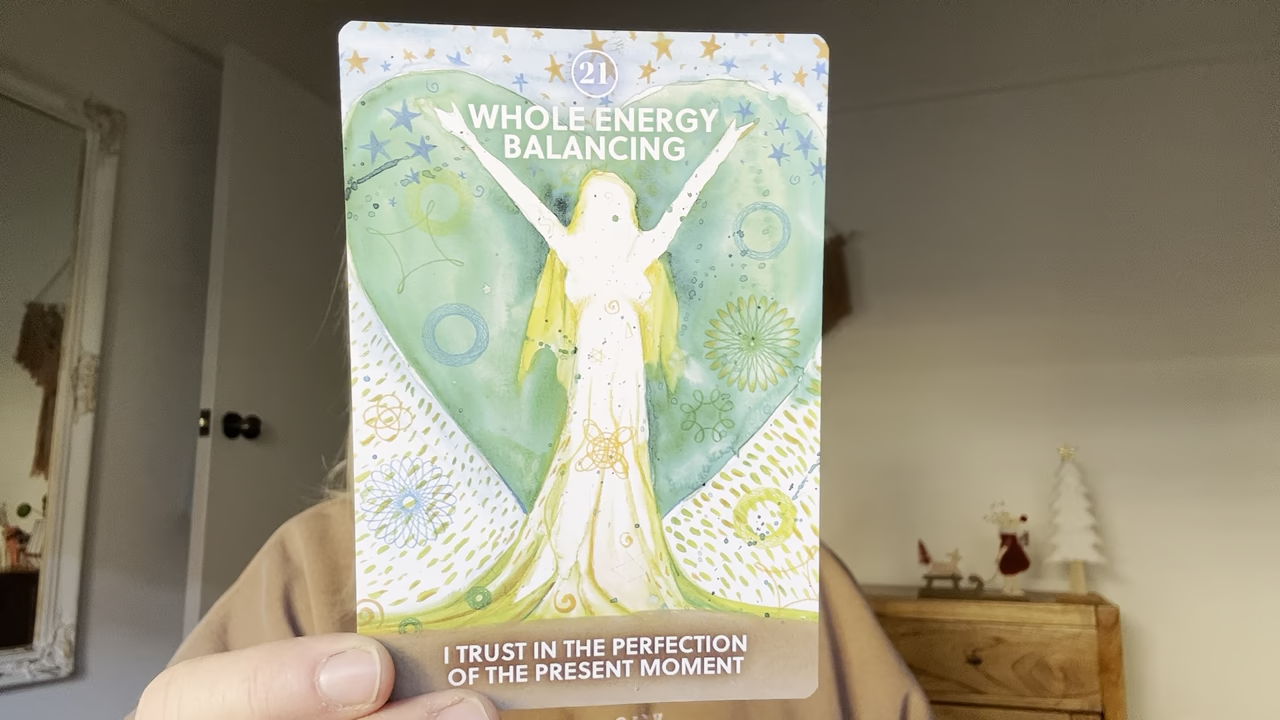 21
WHOLE ENERGY
BALANCING
I TRUST IN THE PERFECTION
OF THE PRESENT MOMENT